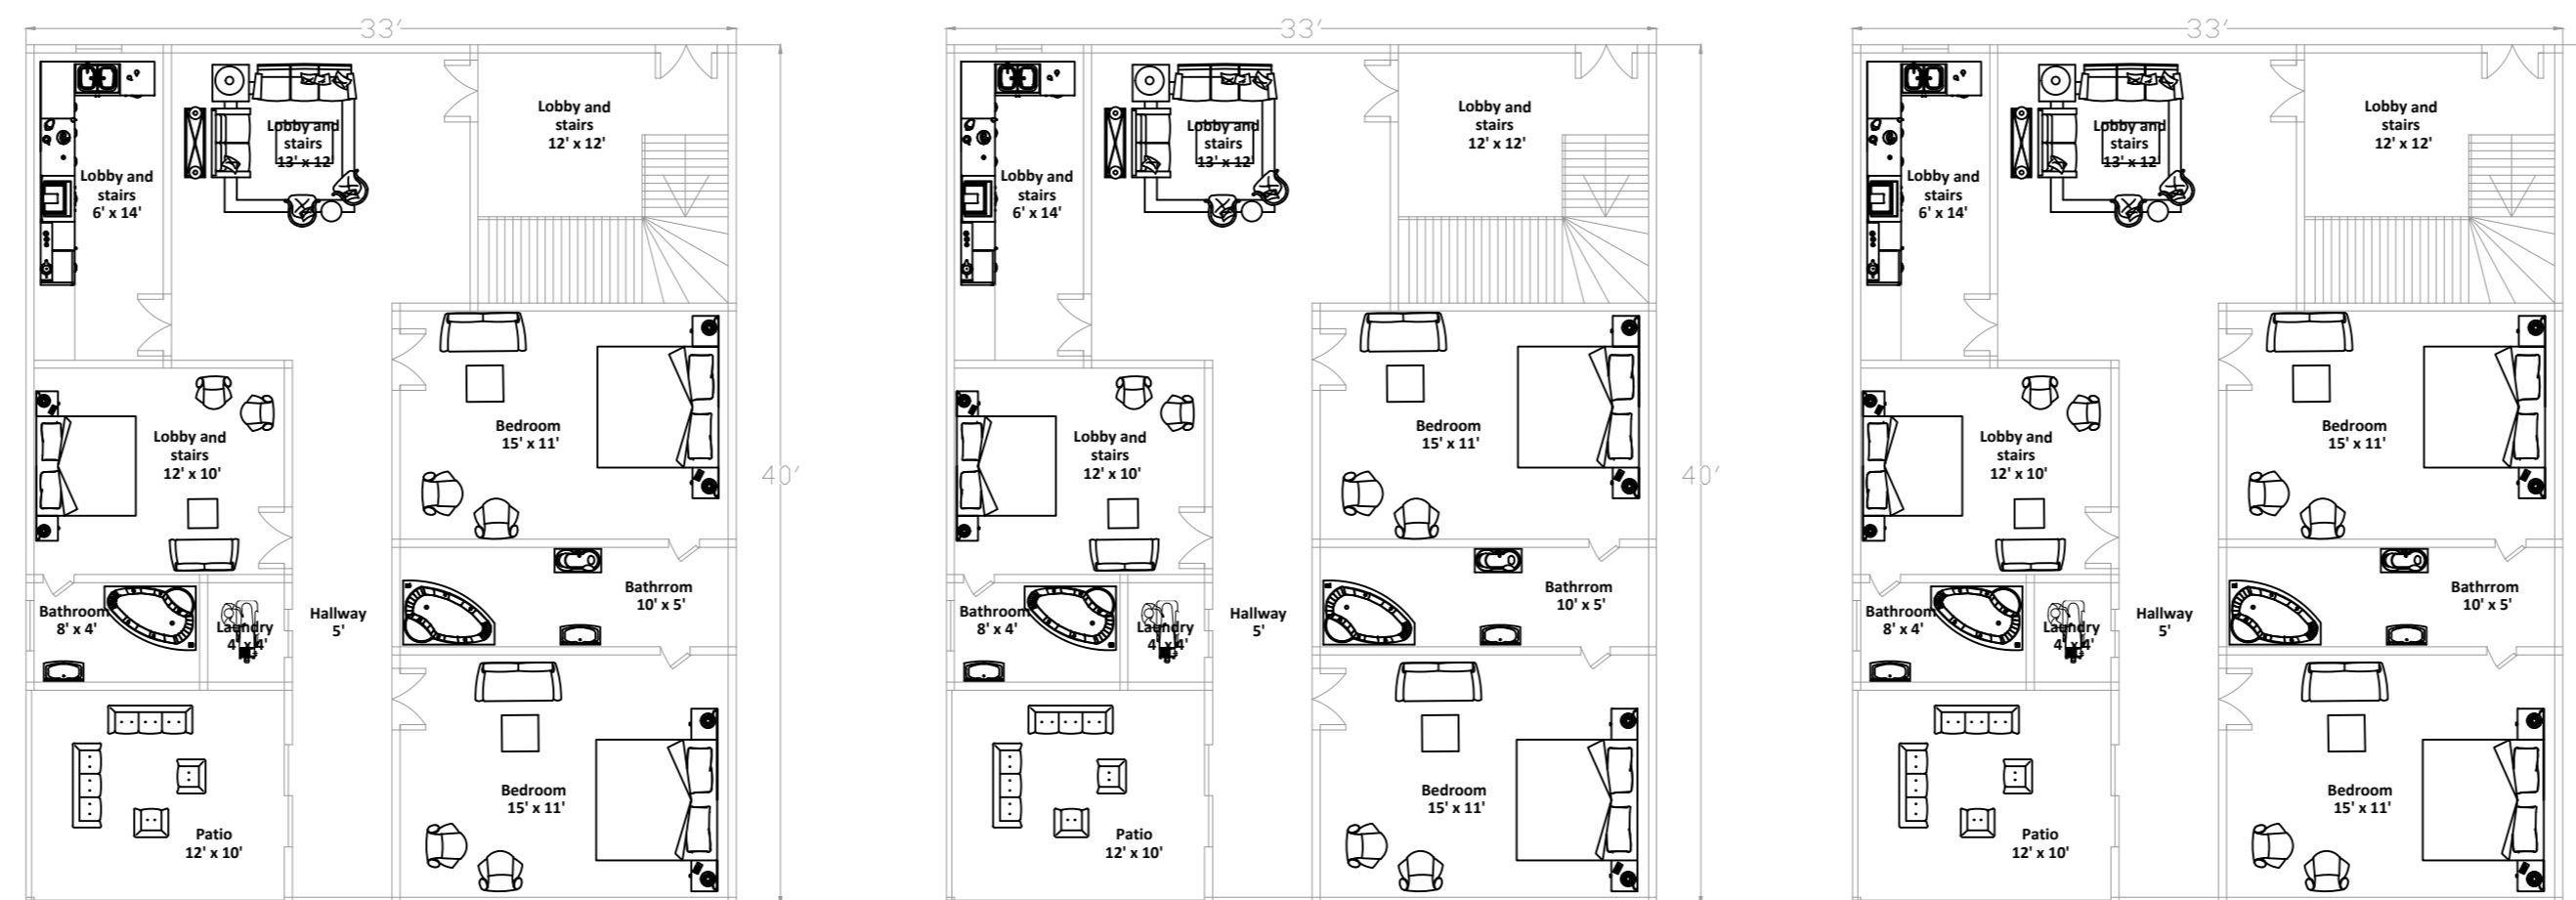 33′
Lobby and
stairs
12' x 12'
Lobby and
stairs
13' x 12'
Lobby and
stairs
6' x 14'
Bedroom
15' x 11'
Lobby and
stairs
12' x 10'
40′
Bathrrom
10' x 5'
Bathroom
8' x 4'
Laundry
4' x 4'
Hallway
5'
Bedroom
15' x 11'
Patio
12' x 10'
33′
Lobby and
stairs
12' x 12'
Lobby and
stairs
13' x 12'
Lobby and
stairs
6' x 14'
Bedroom
15' x 11'
Lobby and
stairs
12' x 10'
40′
Bathrrom
10' x 5'
Bathroom
8' x 4'
Laundry
4' x 4'
Hallway
5'
Bedroom
15' x 11'
Patio
12' x 10'
33′
Lobby and
stairs
12' x 12'
Lobby and
stairs
13' x 12'
Lobby and
stairs
6' x 14'
Bedroom
15' x 11'
Lobby and
stairs
12' x 10'
Bathrrom
10' x 5'
Bathroom
8' x 4'
Laundry
4' x 4'
Hallway
5'
Bedroom
15' x 11'
Patio
12' x 10'